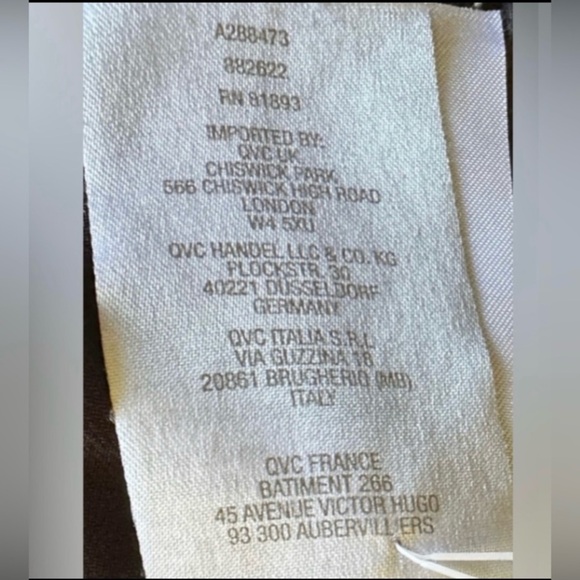 A288473
882622
RN 81893
IMPORTED BY:
QVC UK
CHISWICK PARK
566 CHISWICK HIGH ROAD
LONDON
W4 5XU
QVC HANDEL LLC & CO. KG
PLOCKSTR. 30
40221 DUSSELDORF
GERMANY
QVC ITALIA S.R.L
VIA GUZZINA 18
20861 BRUGHERIO (MB)
ITALY
QVC FRANCE
BATIMENT 266
45 AVENUE VICTOR HUGO
93 300 AUBERVILLIERS